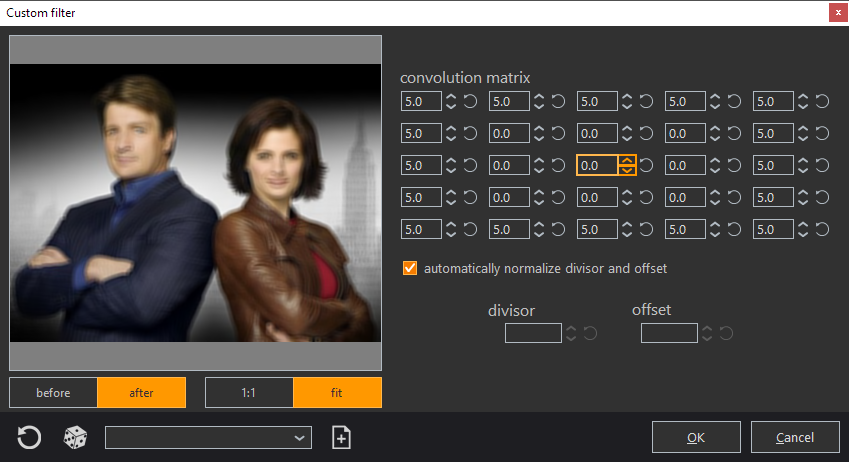 Custom filter
x
convolution matrix
5.0 5.0 5.0 5.0 5.0
5.0 0.0 0.0 0.0 5.0
5.0 0.0 0.0 0.0 5.0
5.0 0.0 0.0 0.0 5.0
5.0 5.0 5.0 5.0 5.0
automatically normalize divisor and offset
divisor offset
before after 1:1 fit
OK Cancel